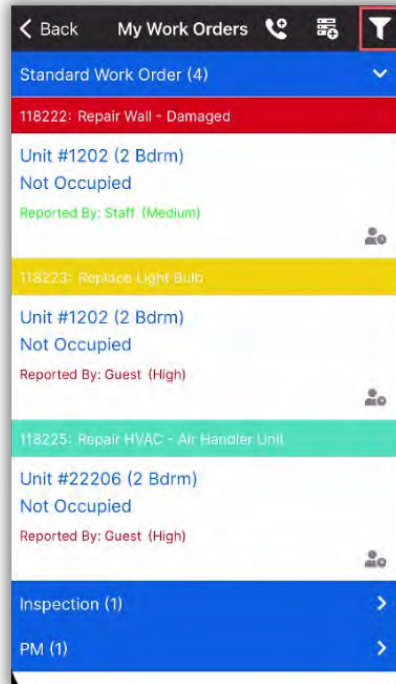 Back My Work Orders
Standard Work Order (4)
118222: Repair Wall - Damaged
Unit #1202 (2 Bdrm)
Not Occupied
Reported By: Staff (Medium)
118223: Replace Light Bulb
Unit #1202 (2 Bdrm)
Not Occupied
Reported By: Guest (High)
118225: Repair HVAC - Air Handler Unit
Unit #22206 (2 Bdrm)
Not Occupied
Reported By: Guest (High)
Inspection (1)
PM (1)